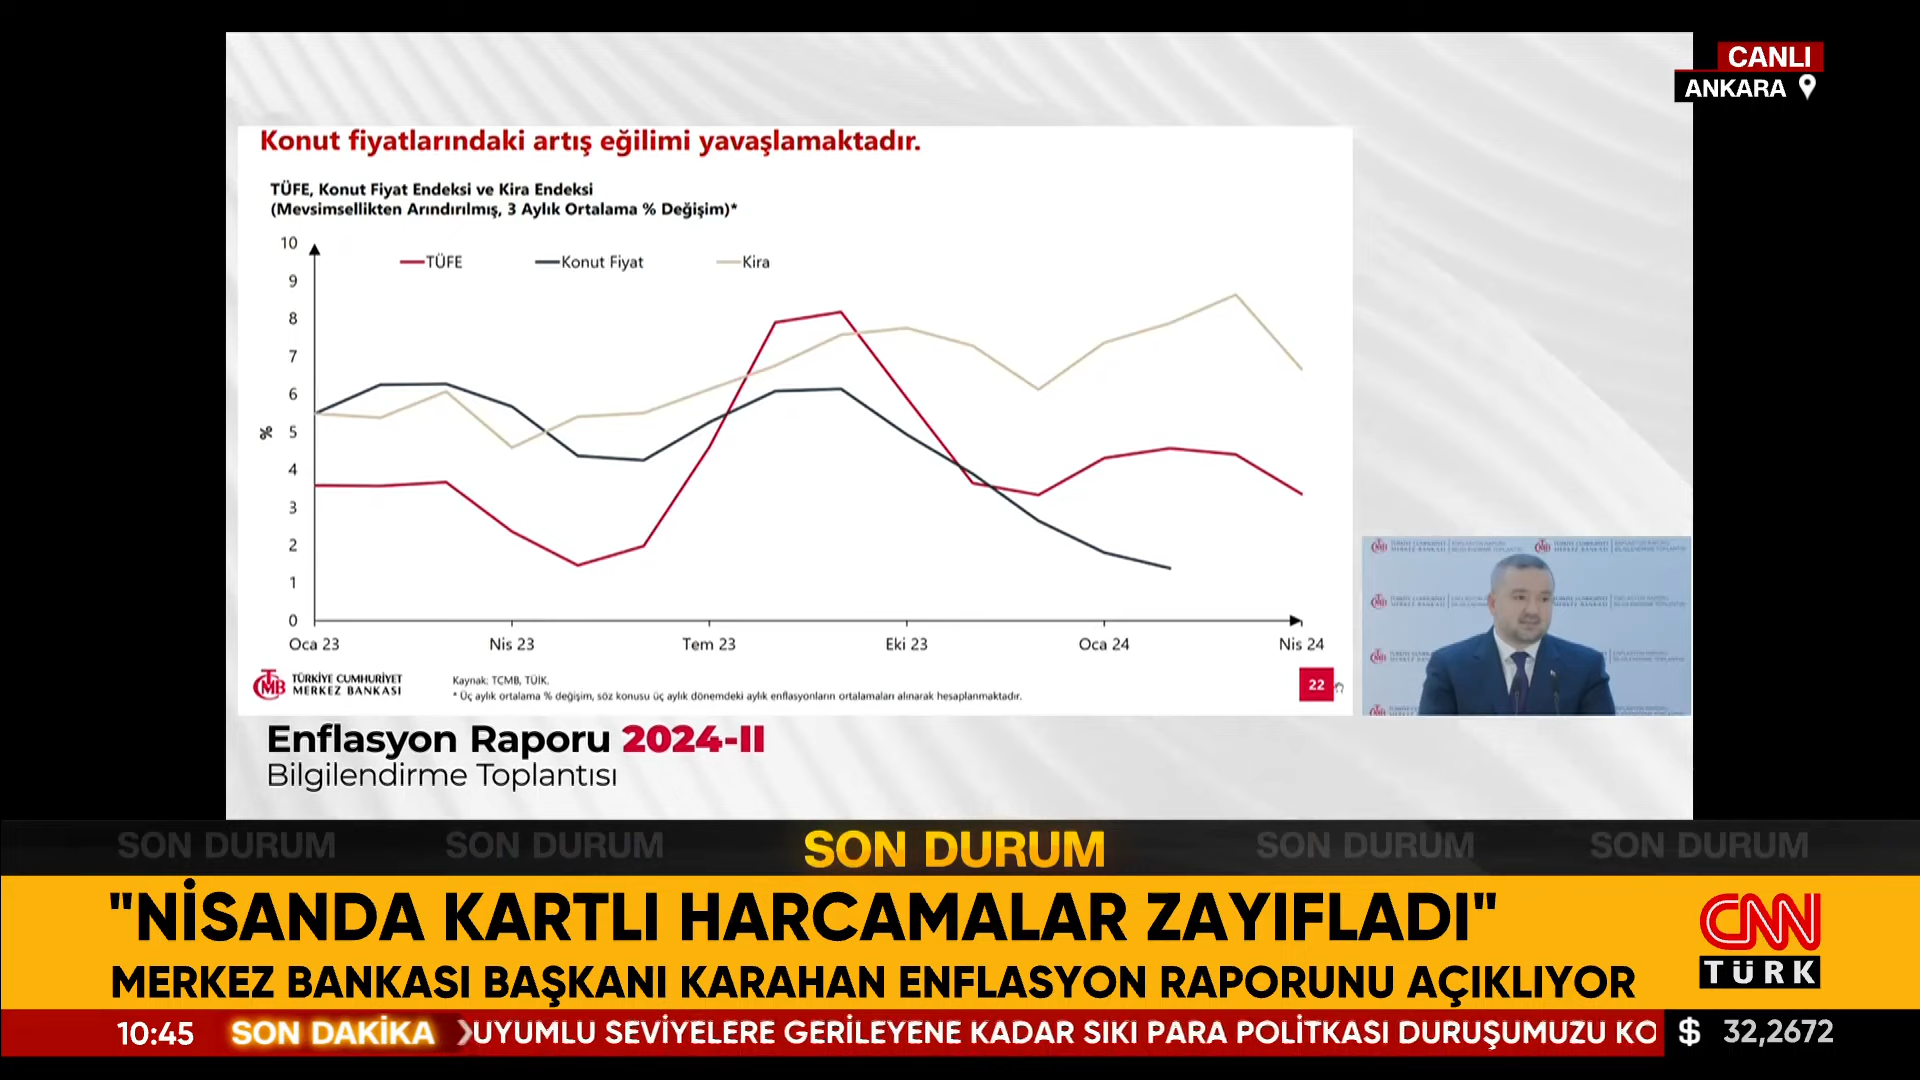 CANLI
ANKARA
Konut fiyatlarındaki artış eğilimi yavaşlamaktadır.
TÜFE, Konut Fiyat Endeksi ve Kira Endeksi
(Mevsimsellikten Arındırılmış, 3 Aylık Ortalama % Değişim)*
TÜFE Konut Fiyat Kira
10
9
8
7
6
5
4
3
2
1
0
%
Oca 23 Nis 23 Tem 23 Eki 23 Oca 24 Nis 24
TCMB
TÜRKİYE CUMHURİYET
MERKEZ BANKASI
Kaynak: TCMB, TÜİK.
* Üç aylık ortalama % değişim, söz konusu üç aylık dönemdeki aylık enflasyonların ortalamaları alınarak hesaplanmaktadır.
22
Enflasyon Raporu 2024-II
Bilgilendirme Toplantısı
SON DURUM SON DURUM SON DURUM SON DURUM SON DURUM
"NİSANDA KARTLI HARCAMALAR ZAYIFLADI"
MERKEZ BANKASI BAŞKANI KARAHAN ENFLASYON RAPORUNU AÇIKLIYOR
CNN
TÜRK
10:45 SON DAKİKA UYUMLU SEVİYELERE GERİLEYENE KADAR SIKI PARA POLİTKASI DURUŞUMUZU KO
$ 32,2672